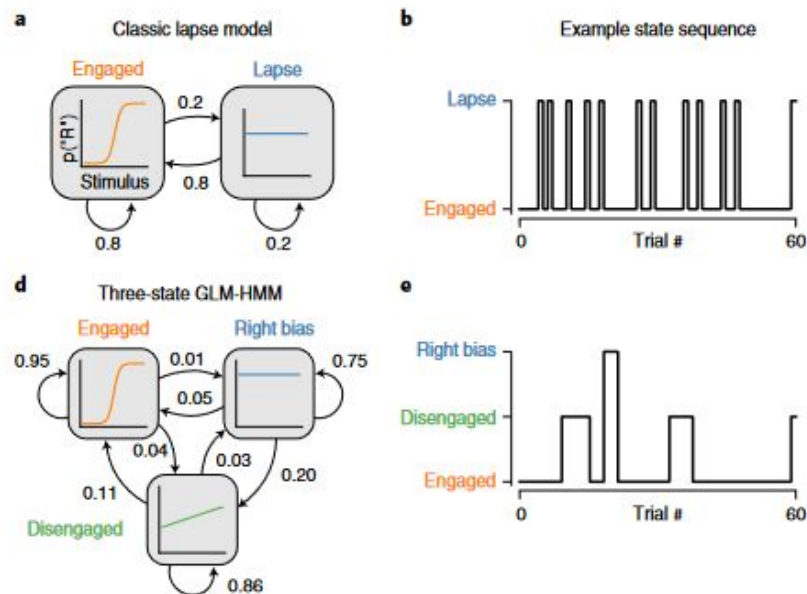 a
Classic lapse model
Engaged
Lapse
p("R")
Stimulus
0.2
0.8
0.8
0.2
b
Example state sequence
Lapse
Engaged
0
Trial #
60
d
Three-state GLM-HMM
Engaged
Right bias
0.95
0.01
0.75
0.05
0.04
0.03
0.11
0.20
Disengaged
0.86
e
Right bias
Disengaged
Engaged
0
Trial #
60